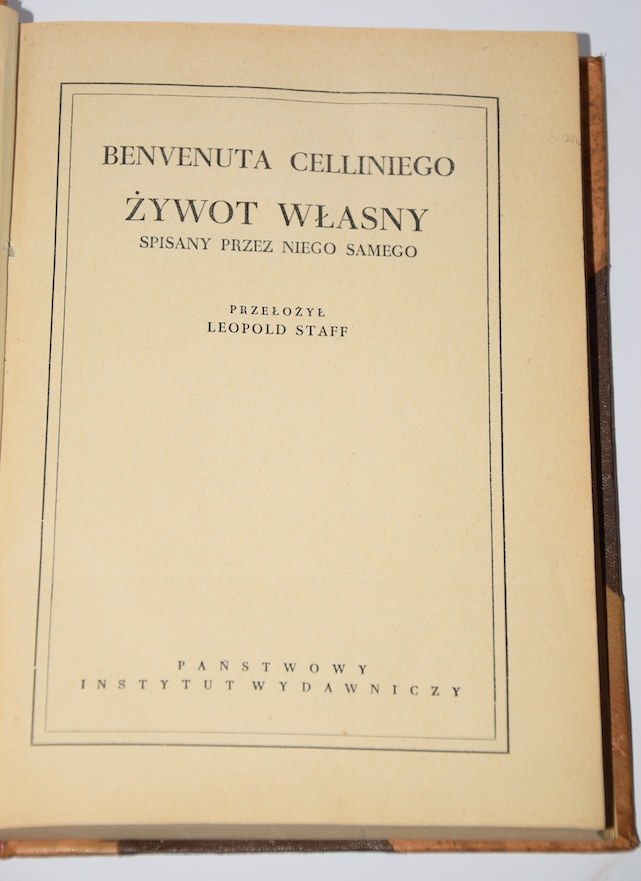 BENVENUTA CELLINIEGO
ŻYWOT WŁASNY
SPISANY PRZEZ NIEGO SAMEGO
PRZEŁOŻYŁ
LEOPOLD STAFF
PAŃSTWOWY
INSTYTUT WYDAWNICZY